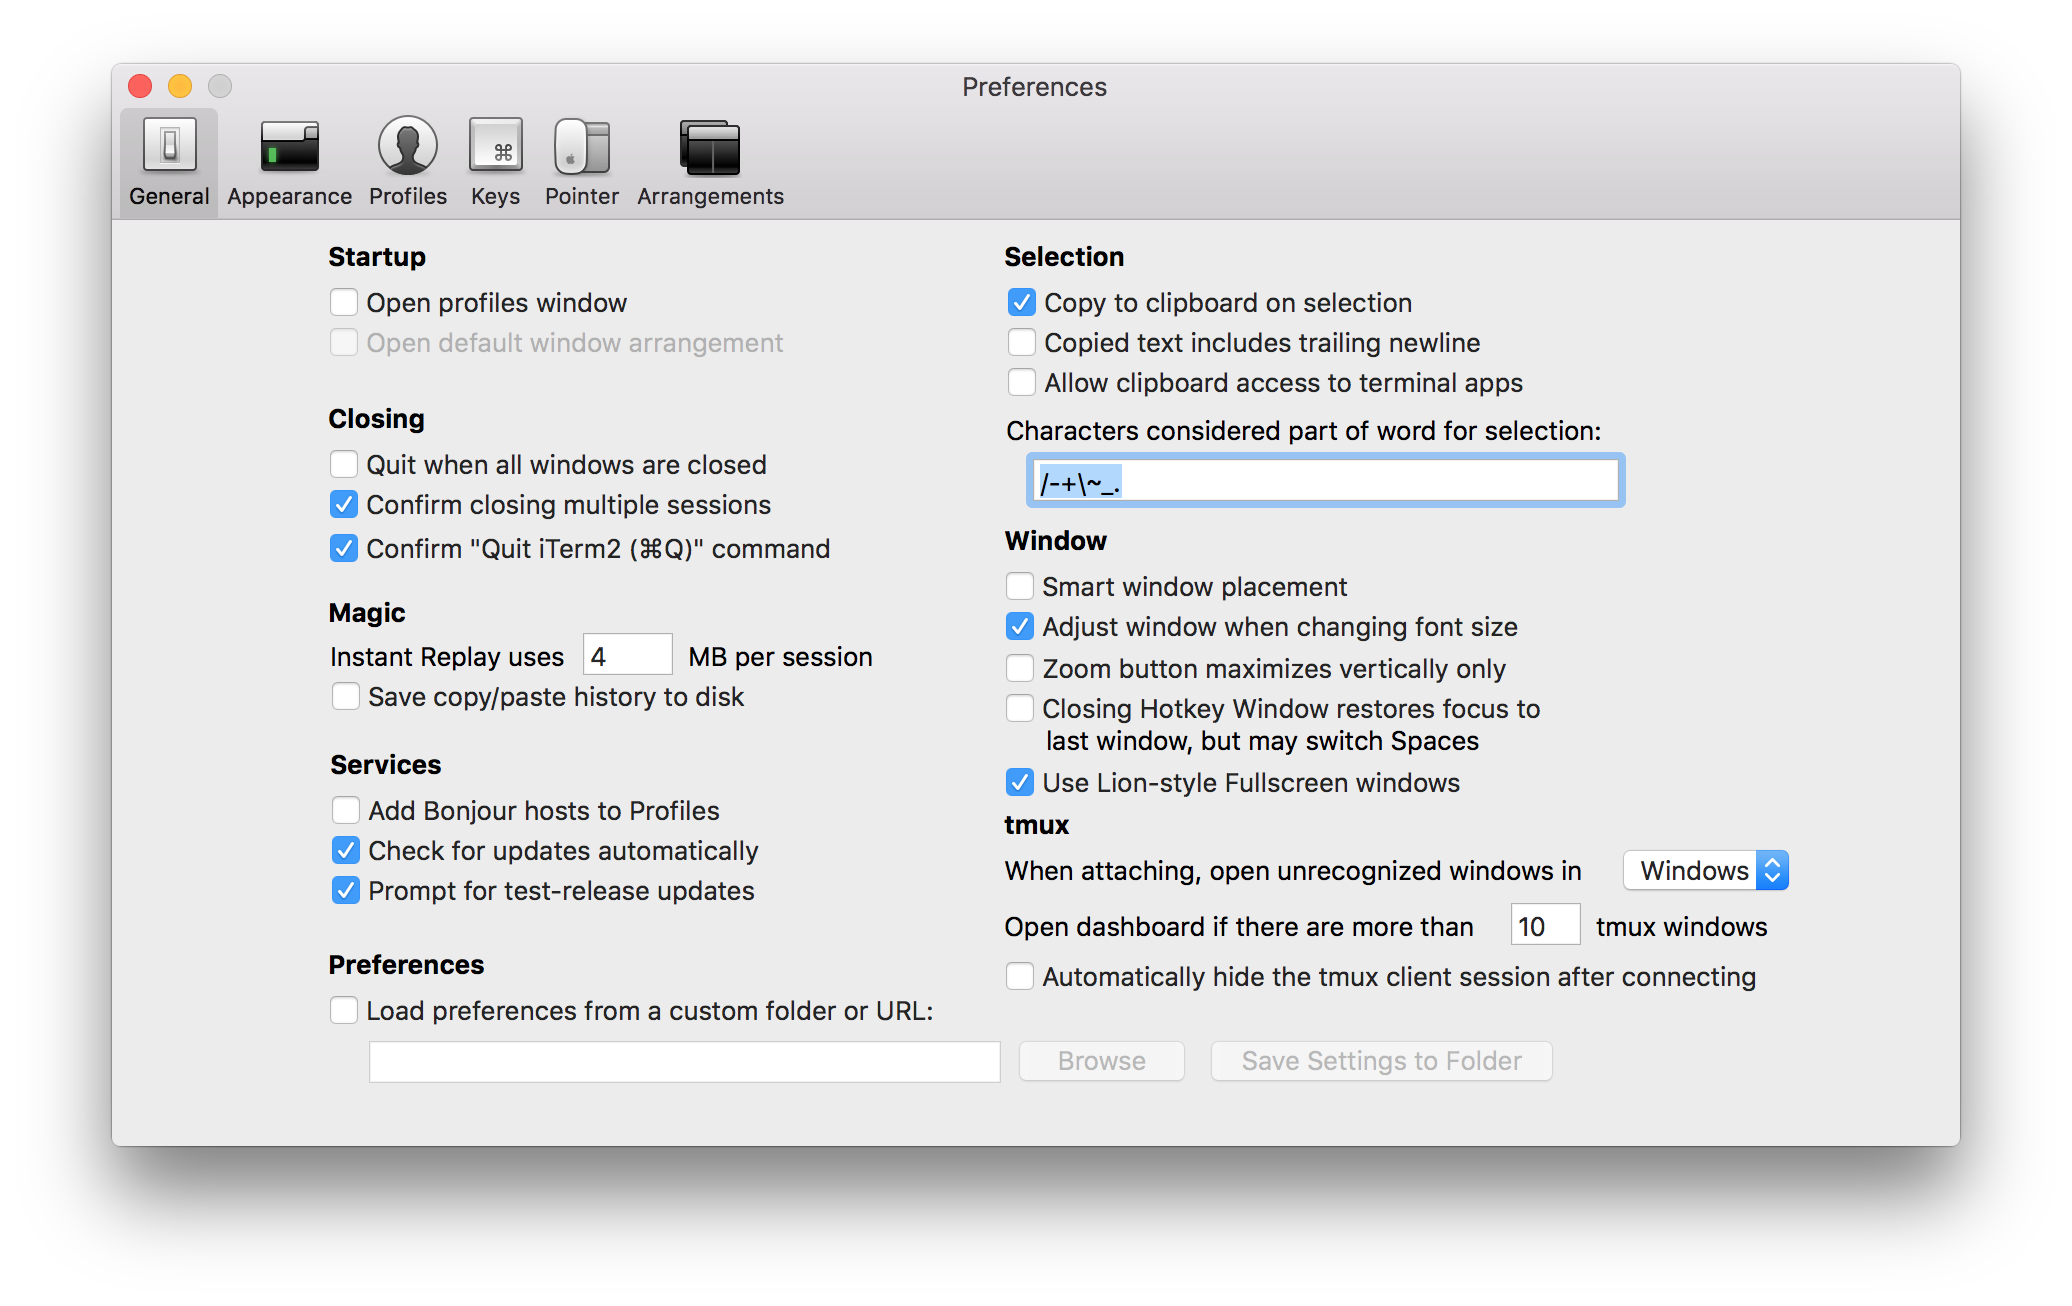 Preferences
General
Appearance
Profiles
Keys
Pointer
Arrangements
Startup
Open profiles window
Open default window arrangement
Closing
Quit when all windows are closed
Confirm closing multiple sessions
Confirm "Quit iTerm2 (⌘Q)" command
Magic
Instant Replay uses 4 MB per session
Save copy/paste history to disk
Services
Add Bonjour hosts to Profiles
Check for updates automatically
Prompt for test-release updates
Preferences
Load preferences from a custom folder or URL:
Browse
Save Settings to Folder
Selection
Copy to clipboard on selection
Copied text includes trailing newline
Allow clipboard access to terminal apps
Characters considered part of word for selection:
/-+\~_.
Window
Smart window placement
Adjust window when changing font size
Zoom button maximizes vertically only
Closing Hotkey Window restores focus to
last window, but may switch Spaces
Use Lion-style Fullscreen windows
tmux
When attaching, open unrecognized windows in Windows
Open dashboard if there are more than 10 tmux windows
Automatically hide the tmux client session after connecting